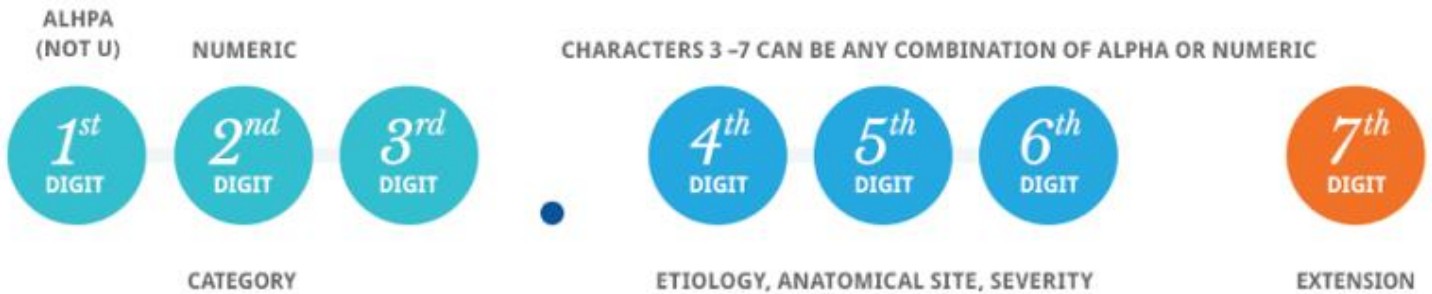 ALHPA
(NOT U)
NUMERIC
CHARACTERS 3 –7 CAN BE ANY COMBINATION OF ALPHA OR NUMERIC
1st
DIGIT
2nd
DIGIT
3rd
DIGIT
.
4th
DIGIT
5th
DIGIT
6th
DIGIT
7th
DIGIT
CATEGORY
ETIOLOGY, ANATOMICAL SITE, SEVERITY
EXTENSION